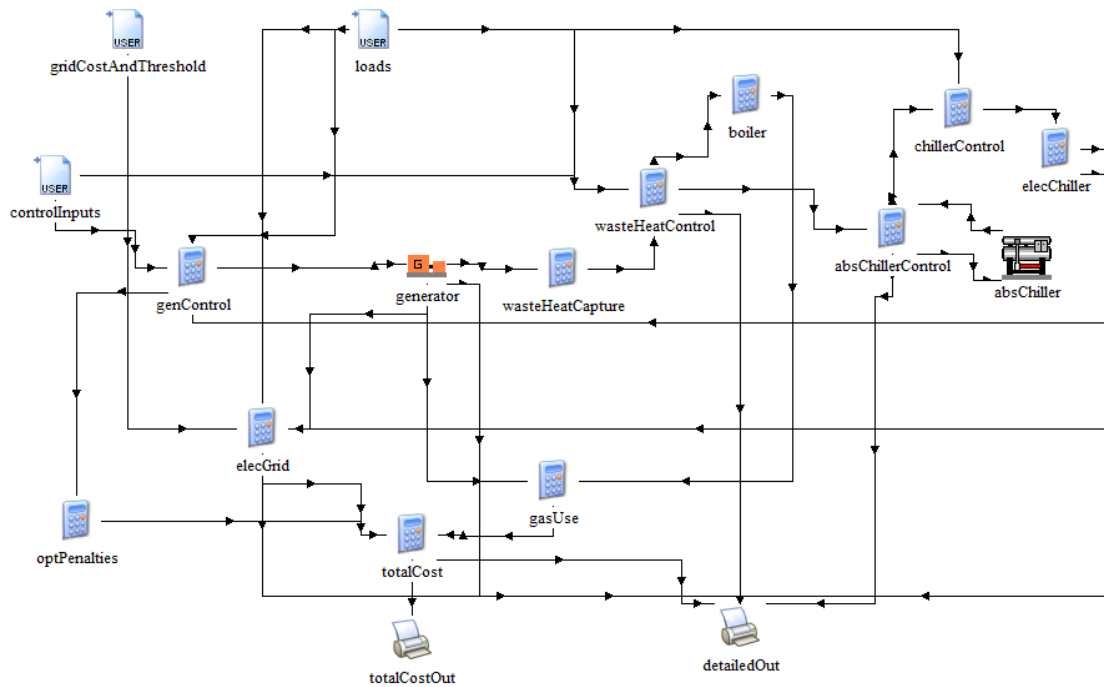 USER
gridCostAndThreshold
USER
loads
boiler
chillerControl
elecChiller
USER
controlInputs
wasteHeatControl
absChillerControl
absChiller
genControl
G
generator
wasteHeatCapture
elecGrid
gasUse
optPenalties
totalCost
totalCostOut
detailedOut